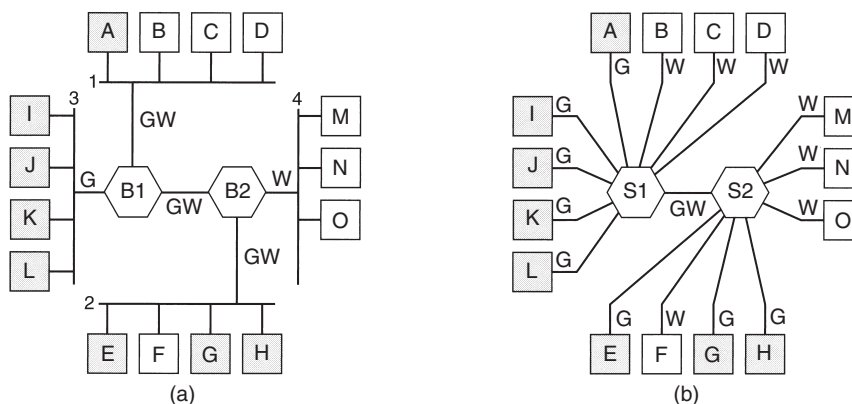 A B C D
1
3
GW
4
I
J
K
L
M
N
O
G
B1
GW
B2
W
GW
2
E F G H
(a)
A B C D
G W W W
I G
J G
K G
L G
S1
GW
S2
W M
W N
W O
G W G G
E F G H
(b)